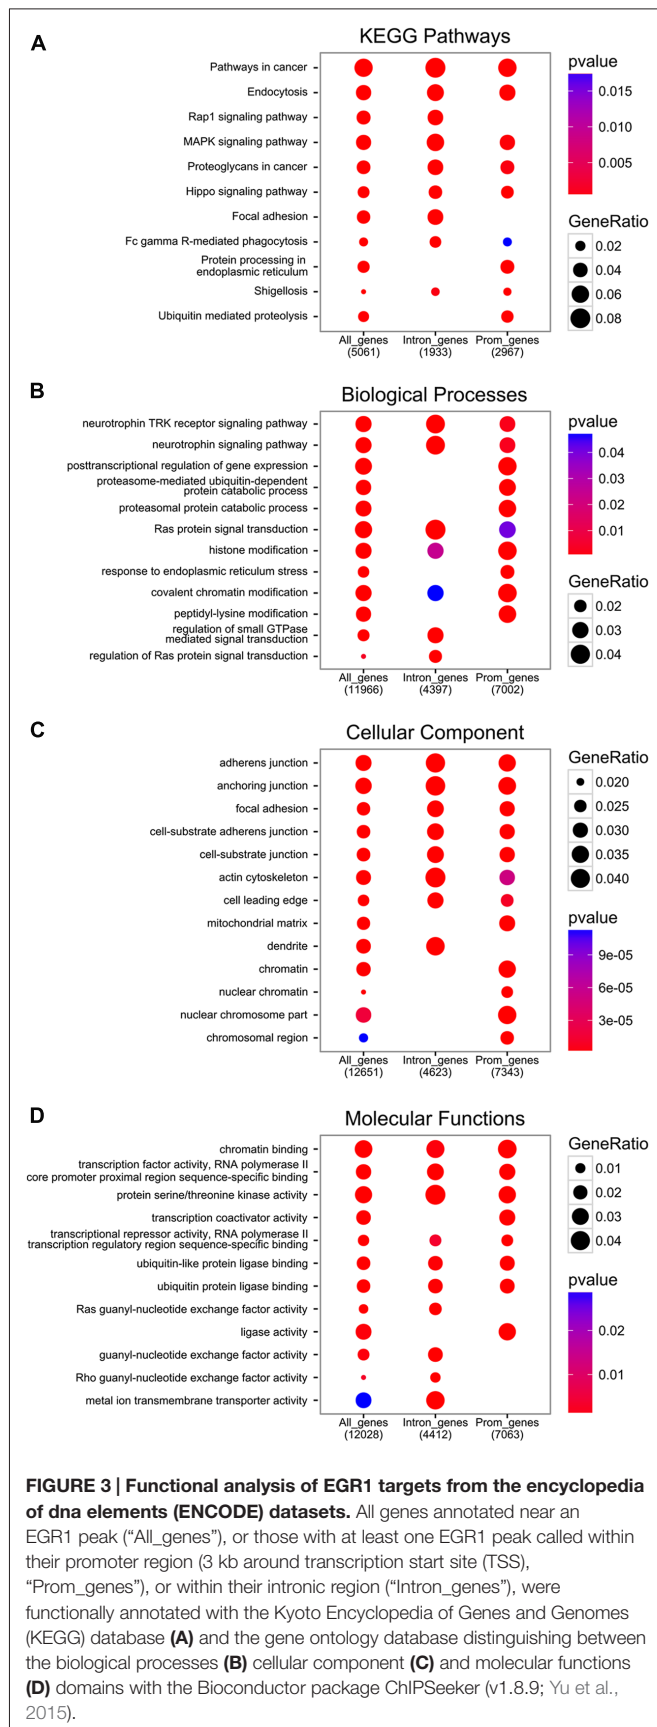 A
KEGG Pathways
Pathways in cancer
Endocytosis
Rap1 signaling pathway
MAPK signaling pathway
Proteoglycans in cancer
Hippo signaling pathway
Focal adhesion
Fc gamma R-mediated phagocytosis
Protein processing in
endoplasmic reticulum
Shigellosis
Ubiquitin mediated proteolysis
All_genes
(5061)
Intron_genes
(1933)
Prom_genes
(2967)
pvalue
0.015
0.010
0.005
GeneRatio
0.02
0.04
0.06
0.08
B
Biological Processes
neurotrophin TRK receptor signaling pathway
neurotrophin signaling pathway
posttranscriptional regulation of gene expression
proteasome-mediated ubiquitin-dependent
protein catabolic process
proteasomal protein catabolic process
Ras protein signal transduction
histone modification
response to endoplasmic reticulum stress
covalent chromatin modification
peptidyl-lysine modification
regulation of small GTPase
mediated signal transduction
regulation of Ras protein signal transduction
All_genes
(11966)
Intron_genes
(4397)
Prom_genes
(7002)
pvalue
0.04
0.03
0.02
0.01
GeneRatio
0.02
0.03
0.04
C
Cellular Component
adherens junction
anchoring junction
focal adhesion
cell-substrate adherens junction
cell-substrate junction
actin cytoskeleton
cell leading edge
mitochondrial matrix
dendrite
chromatin
nuclear chromatin
nuclear chromosome part
chromosomal region
All_genes
(12651)
Intron_genes
(4623)
Prom_genes
(7343)
GeneRatio
0.020
0.025
0.030
0.035
0.040
pvalue
9e-05
6e-05
3e-05
D
Molecular Functions
chromatin binding
transcription factor activity, RNA polymerase II
core promoter proximal region sequence-specific binding
protein serine/threonine kinase activity
transcription coactivator activity
transcriptional repressor activity, RNA polymerase II
transcription regulatory region sequence-specific binding
ubiquitin-like protein ligase binding
ubiquitin protein ligase binding
Ras guanyl-nucleotide exchange factor activity
ligase activity
guanyl-nucleotide exchange factor activity
Rho guanyl-nucleotide exchange factor activity
metal ion transmembrane transporter activity
All_genes
(12028)
Intron_genes
(4412)
Prom_genes
(7063)
GeneRatio
0.01
0.02
0.03
0.04
pvalue
0.02
0.01
FIGURE 3 | Functional analysis of EGR1 targets from the encyclopedia
of dna elements (ENCODE) datasets. All genes annotated near an
EGR1 peak (“All_genes”), or those with at least one EGR1 peak called within
their promoter region (3 kb around transcription start site (TSS),
“Prom_genes”), or within their intronic region (“Intron_genes”), were
functionally annotated with the Kyoto Encyclopedia of Genes and Genomes
(KEGG) database (A) and the gene ontology database distinguishing between
the biological processes (B) cellular component (C) and molecular functions
(D) domains with the Bioconductor package ChIPSeeker (v1.8.9; Yu et al.,
2015).